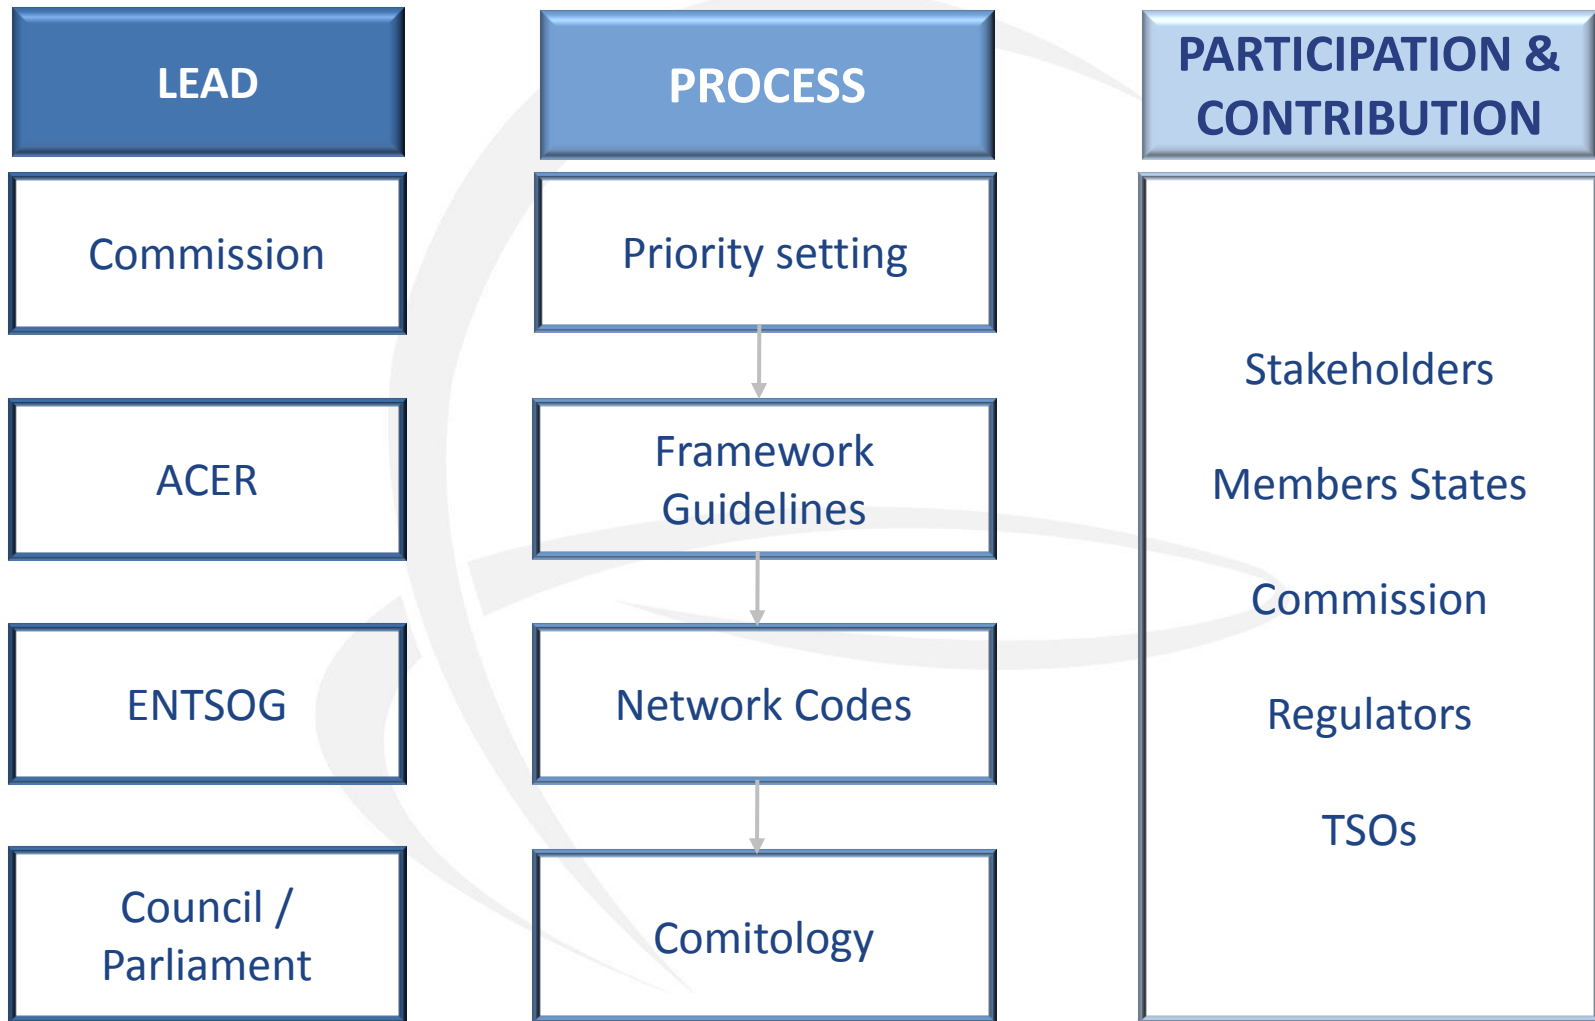 LEAD
PROCESS
PARTICIPATION &
CONTRIBUTION
Commission
Priority setting
ACER
Framework
Guidelines
ENTSOG
Network Codes
Council /
Parliament
Comitology
Stakeholders
Members States
Commission
Regulators
TSOs